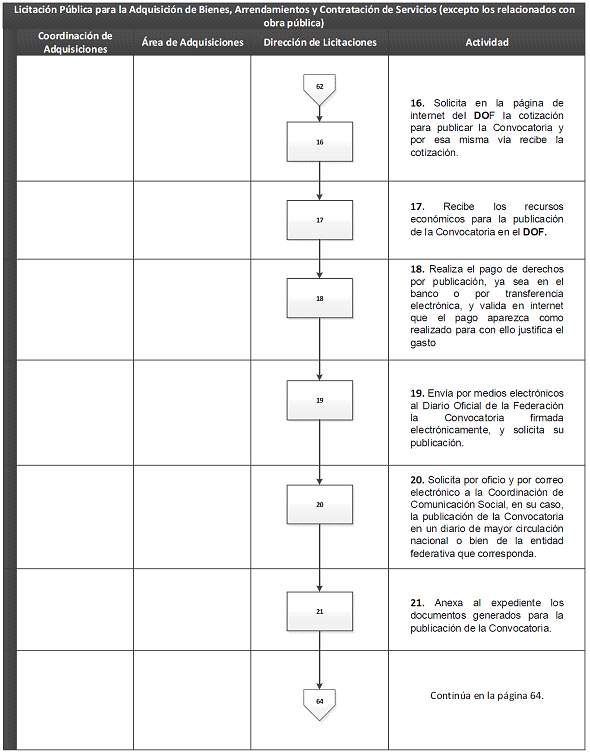 Licitación Pública para la Adquisición de Bienes, Arrendamientos y Contratación de Servicios (excepto los relacionados con
obra pública)
Coordinación de
Adquisiciones
Área de Adquisiciones
Dirección de Licitaciones
Actividad
62
16
16. Solicita en la página de
internet del DOF la cotización
para publicar la Convocatoria y
por esa misma vía recibe la
cotización.
17
17. Recibe los recursos
económicos para la publicación
de la Convocatoria en el DOF.
18
18. Realiza el pago de derechos
por publicación, ya sea en el
banco o por transferencia
electrónica, y valida en internet
que el pago aparezca como
realizado para con ello justifica el
gasto
19
19. Envía por medios electrónicos
al Diario Oficial de la Federación
la Convocatoria firmada
electrónicamente, y solicita su
publicación.
20
20. Solicita por oficio y por correo
electrónico a la Coordinación de
Comunicación Social, en su caso,
la publicación de la Convocatoria
en un diario de mayor circulación
nacional o bien de la entidad
federativa que corresponda.
21
21. Anexa al expediente los
documentos generados para la
publicación de la Convocatoria.
64
Continúa en la página 64.